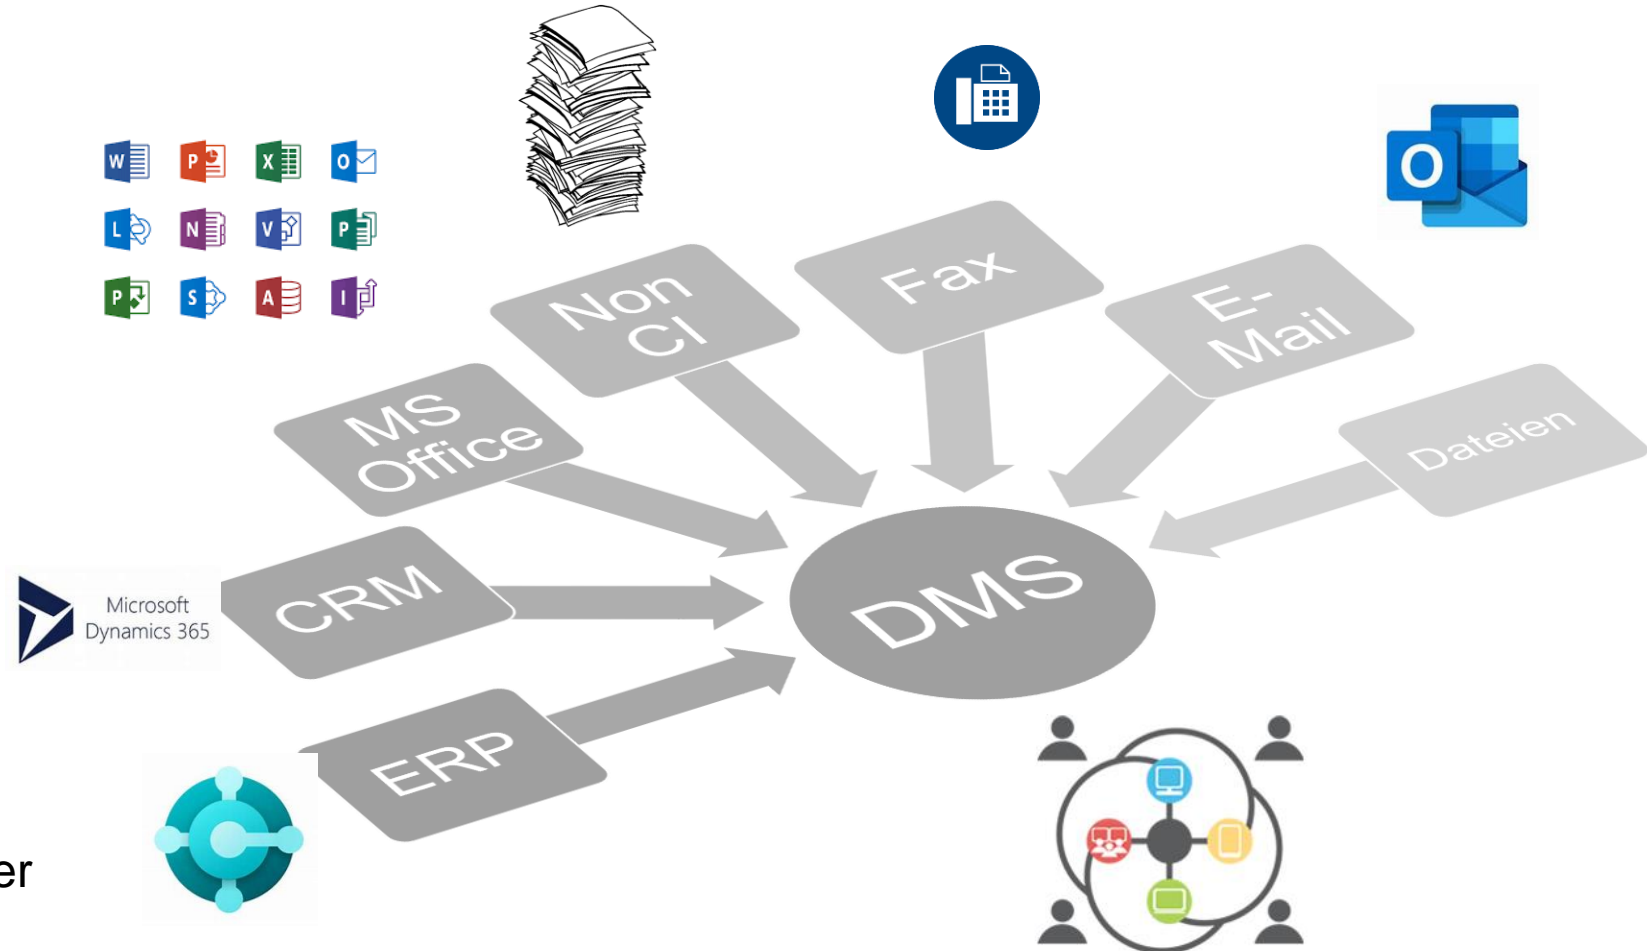 W P X O
L N V P
P S A I
O
Non
CI
Fax
E-
Mail
MS
Office
Dateien
Microsoft
Dynamics 365
CRM
DMS
ERP
er